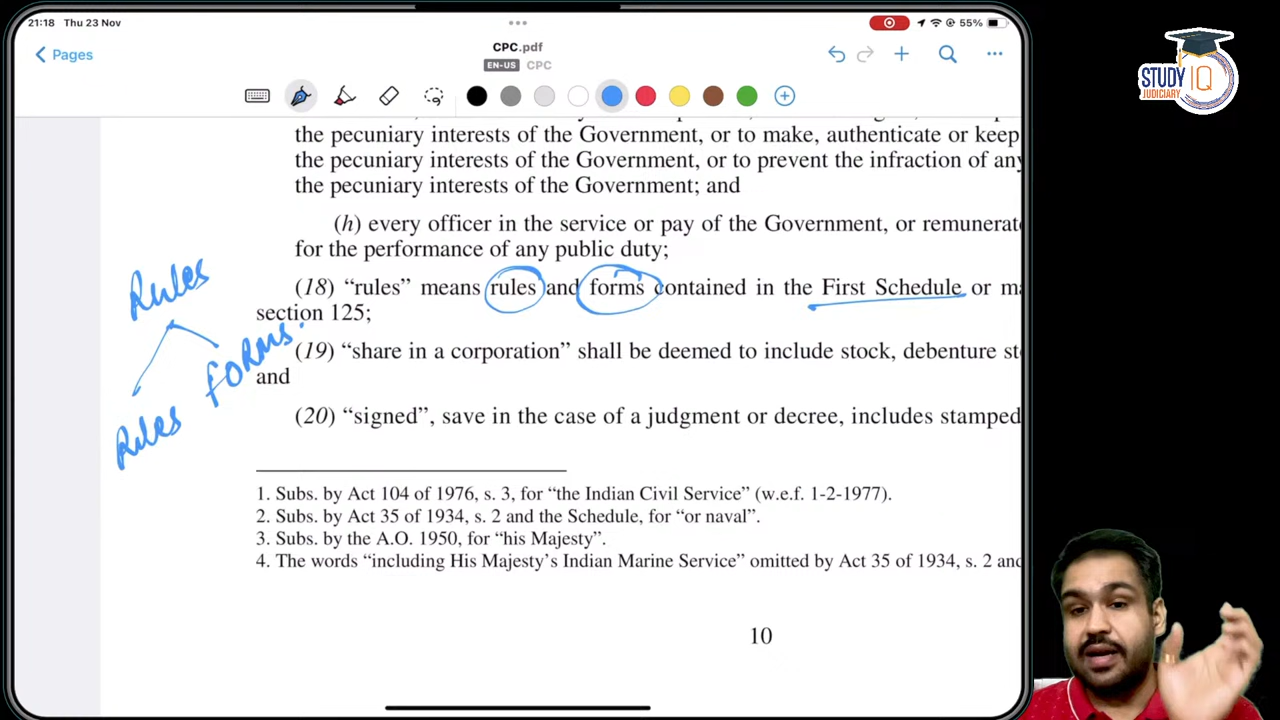 21:18 Thu 23 Nov
55%
Pages
CPC.pdf
EN-US CPC
STUDY IQ
JUDICIARY
the pecuniary interests of the Government, or to make, authenticate or keep
the pecuniary interests of the Government, or to prevent the infraction of any
the pecuniary interests of the Government; and
(h) every officer in the service or pay of the Government, or remunerat
for the performance of any public duty;
(18) “rules” means rules and forms contained in the First Schedule or ma
section 125;
(19) “share in a corporation” shall be deemed to include stock, debenture st
and
(20) “signed”, save in the case of a judgment or decree, includes stamped
Rules
Rules forms.
1. Subs. by Act 104 of 1976, s. 3, for “the Indian Civil Service” (w.e.f. 1-2-1977).
2. Subs. by Act 35 of 1934, s. 2 and the Schedule, for “or naval”.
3. Subs. by the A.O. 1950, for “his Majesty”.
4. The words “including His Majesty’s Indian Marine Service” omitted by Act 35 of 1934, s. 2 and
10